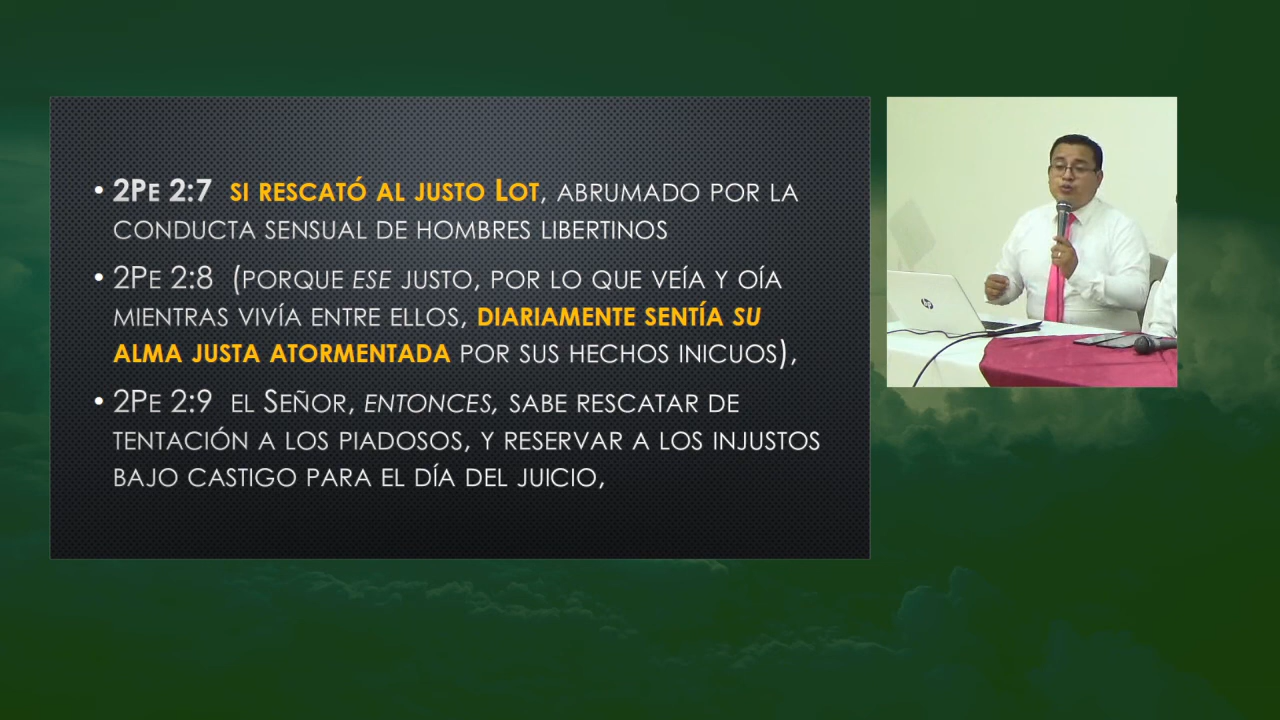 • 2Pe 2:7 si rescató al justo Lot, abrumado por la
conducta sensual de hombres libertinos
• 2Pe 2:8 (porque ese justo, por lo que veía y oía
mientras vivía entre ellos, diariamente sentía su
alma justa atormentada por sus hechos inicuos),
• 2Pe 2:9 el Señor, entonces, sabe rescatar de
tentación a los piadosos, y reservar a los injustos
bajo castigo para el día del juicio,
hp